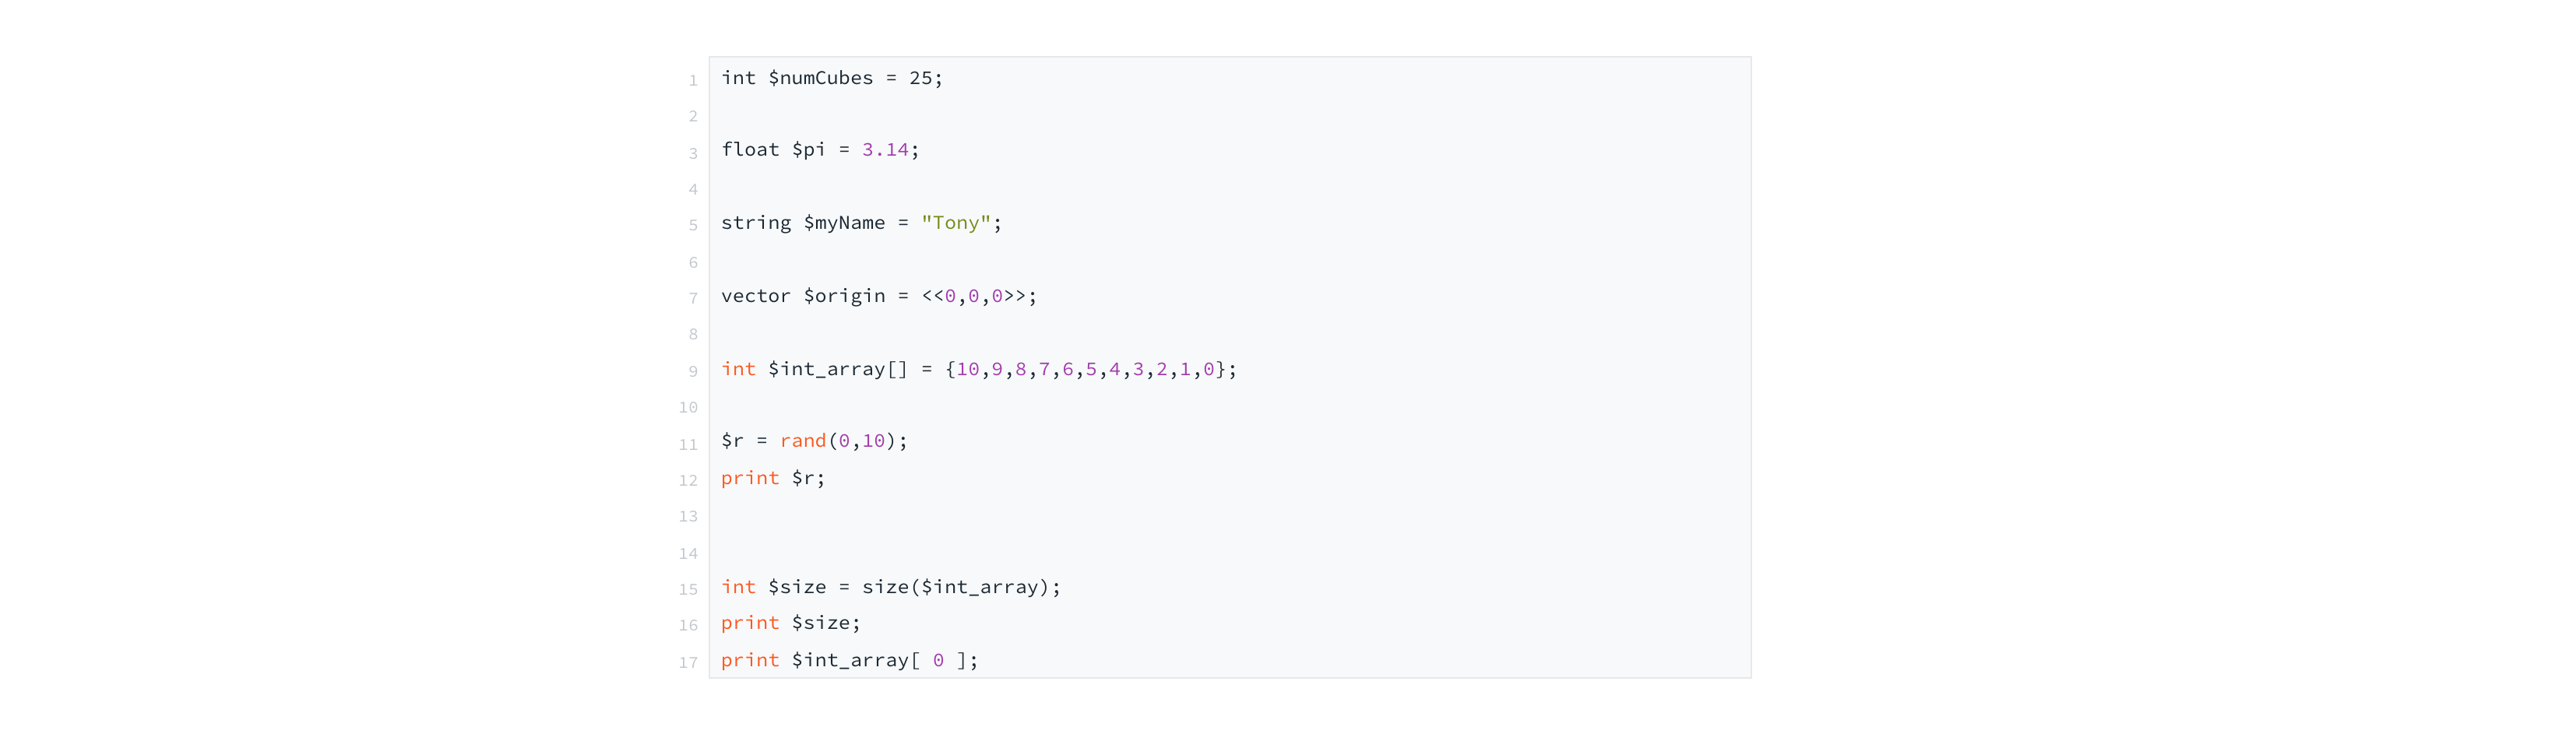 1 int $numCubes = 25;
2
3 float $pi = 3.14;
4
5 string $myName = "Tony";
6
7 vector $origin = <<0,0,0>>;
8
9 int $int_array[] = {10,9,8,7,6,5,4,3,2,1,0};
10
11 $r = rand(0,10);
12 print $r;
13
14
15 int $size = size($int_array);
16 print $size;
17 print $int_array[ 0 ];